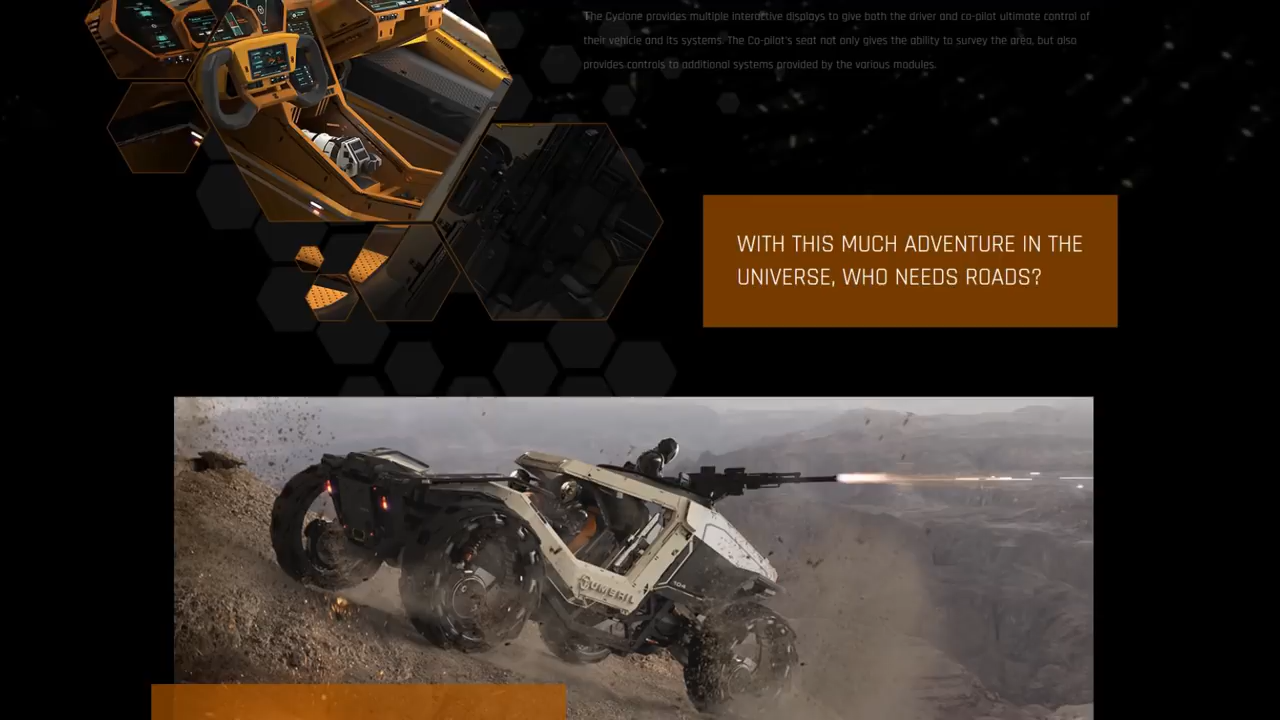 The Cyclone provides multiple interactive displays to give both the driver and co-pilot ultimate control of
their vehicle and its systems. The Co-pilot's seat not only gives the ability to survey the area, but also
provides controls to additional systems provided by the various modules.
WITH THIS MUCH ADVENTURE IN THE
UNIVERSE, WHO NEEDS ROADS?
TUMBRIL